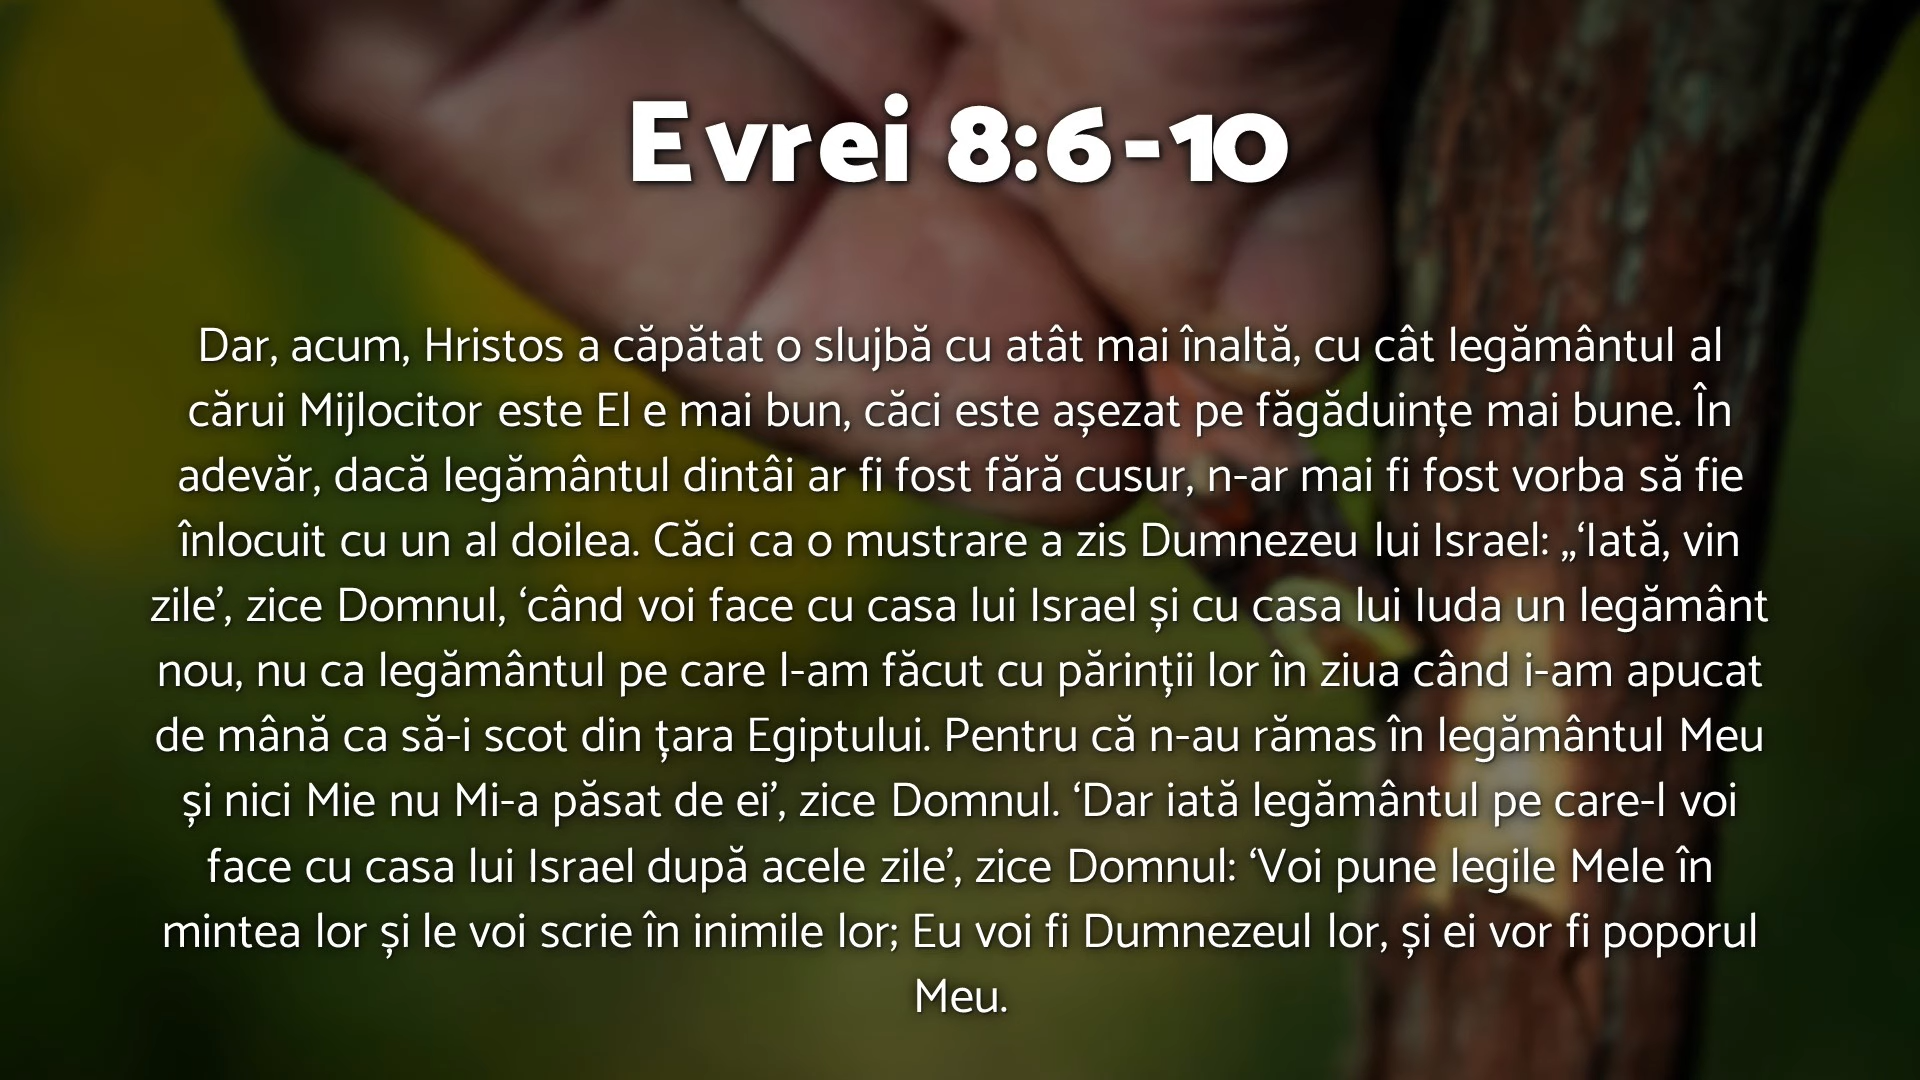 Evrei 8:6-10
Dar, acum, Hristos a căpătat o slujbă cu atât mai înaltă, cu cât legământul al
cărui Mijlocitor este El e mai bun, căci este așezat pe făgăduințe mai bune. În
adevăr, dacă legământul dintâi ar fi fost fără cusur, n-ar mai fi fost vorba să fie
înlocuit cu un al doilea. Căci ca o mustrare a zis Dumnezeu lui Israel: „‘Iată, vin
zile’, zice Domnul, ‘când voi face cu casa lui Israel și cu casa lui Iuda un legământ
nou, nu ca legământul pe care l-am făcut cu părinții lor în ziua când i-am apucat
de mână ca să-i scot din țara Egiptului. Pentru că n-au rămas în legământul Meu
și nici Mie nu Mi-a păsat de ei’, zice Domnul. ‘Dar iată legământul pe care-l voi
face cu casa lui Israel după acele zile’, zice Domnul: ‘Voi pune legile Mele în
mintea lor și le voi scrie în inimile lor; Eu voi fi Dumnezeul lor, și ei vor fi poporul
Meu.